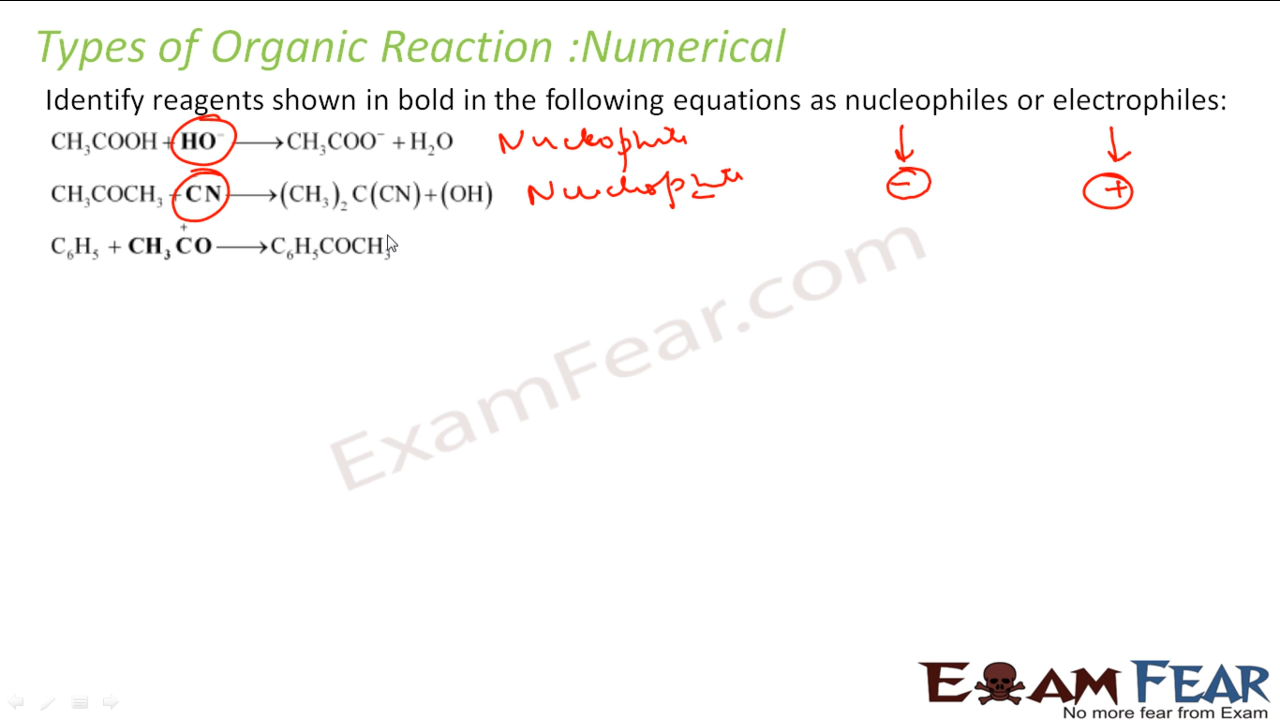 Types of Organic Reaction :Numerical
Identify reagents shown in bold in the following equations as nucleophiles or electrophiles:
CH₃COOH + HO⁻ ⟶ CH₃COO⁻ + H₂O Nucleophile
CH₃COCH₃ + CN ⟶ (CH₃)₂ C(CN) + (OH) Nucleophile
− +
C₆H₅ + CH₃C⁺O ⟶ C₆H₅COCH₃
ExamFear.com
EXAM FEAR
No more fear from Exam